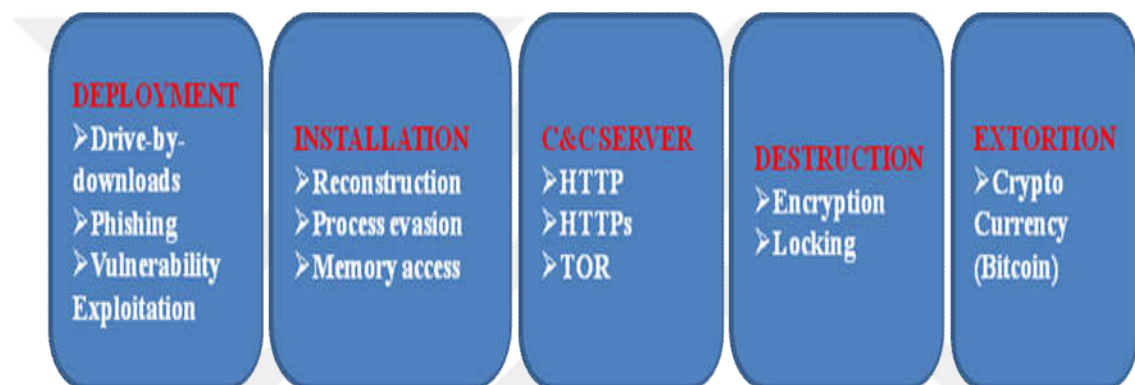 DEPLOYMENT
➢Drive-by-
downloads
➢Phishing
➢Vulnerability
Exploitation
INSTALLATION
➢Reconstruction
➢Process evasion
➢Memory access
C&C SERVER
➢HTTP
➢HTTPs
➢TOR
DESTRUCTION
➢Encryption
➢Locking
EXTORTION
➢Crypto
Currency
(Bitcoin)